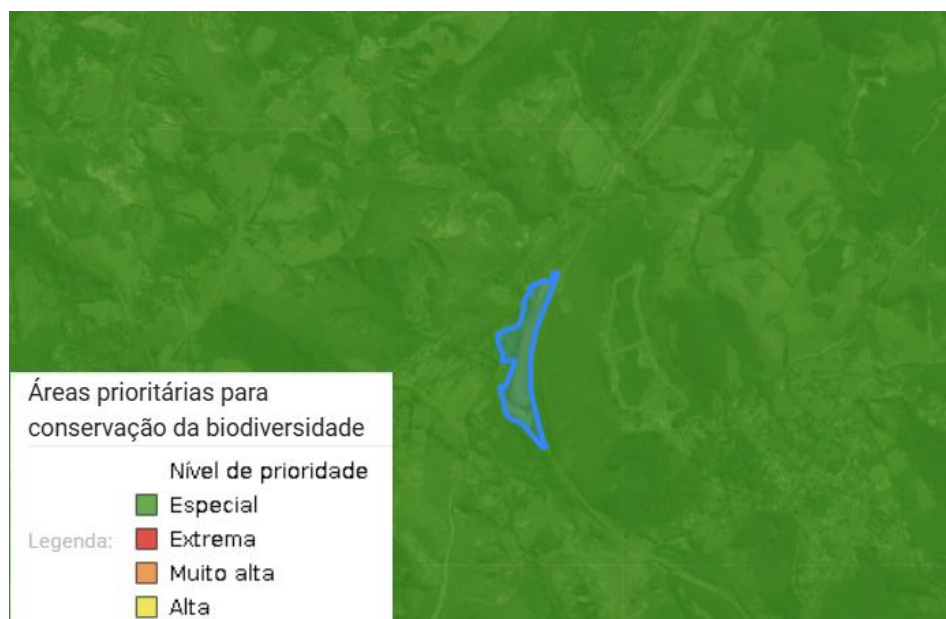 Áreas prioritárias para
conservação da biodiversidade
Nível de prioridade
Especial
Legenda:
Extrema
Muito alta
Alta